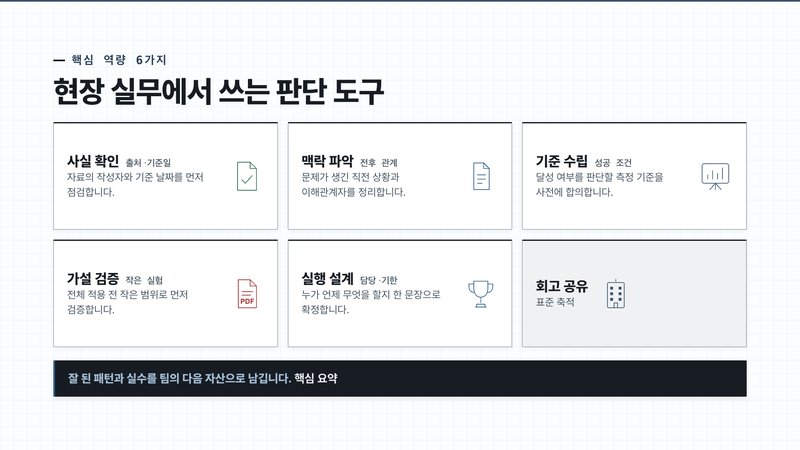 핵심 역량 6가지
현장 실무에서 쓰는 판단 도구
사실 확인 출처·기준일
자료의 작성자와 기준 날짜를 먼저
점검합니다.
맥락 파악 전후 관계
문제가 생긴 직전 상황과
이해관계자를 정리합니다.
기준 수립 성공 조건
달성 여부를 판단할 측정 기준을
사전에 합의합니다.
가설 검증 작은 실험
전체 적용 전 작은 범위로 먼저
검증합니다.
PDF
실행 설계 담당·기한
누가 언제 무엇을 할지 한 문장으로
확정합니다.
회고 공유
표준 축적
잘 된 패턴과 실수를 팀의 다음 자산으로 남깁니다. 핵심 요약